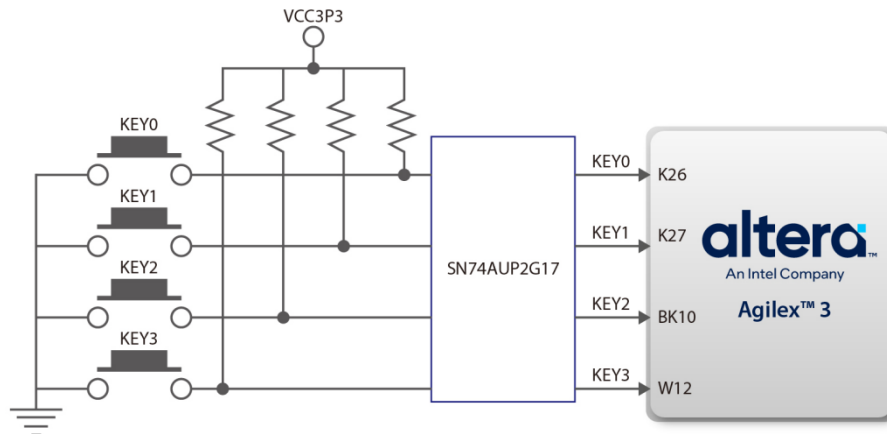 VCC3P3
KEY0
KEY1
KEY2
KEY3
SN74AUP2G17
KEY0
KEY1
KEY2
KEY3
K26
K27
BK10
W12
altera™
An Intel Company
Agilex™ 3